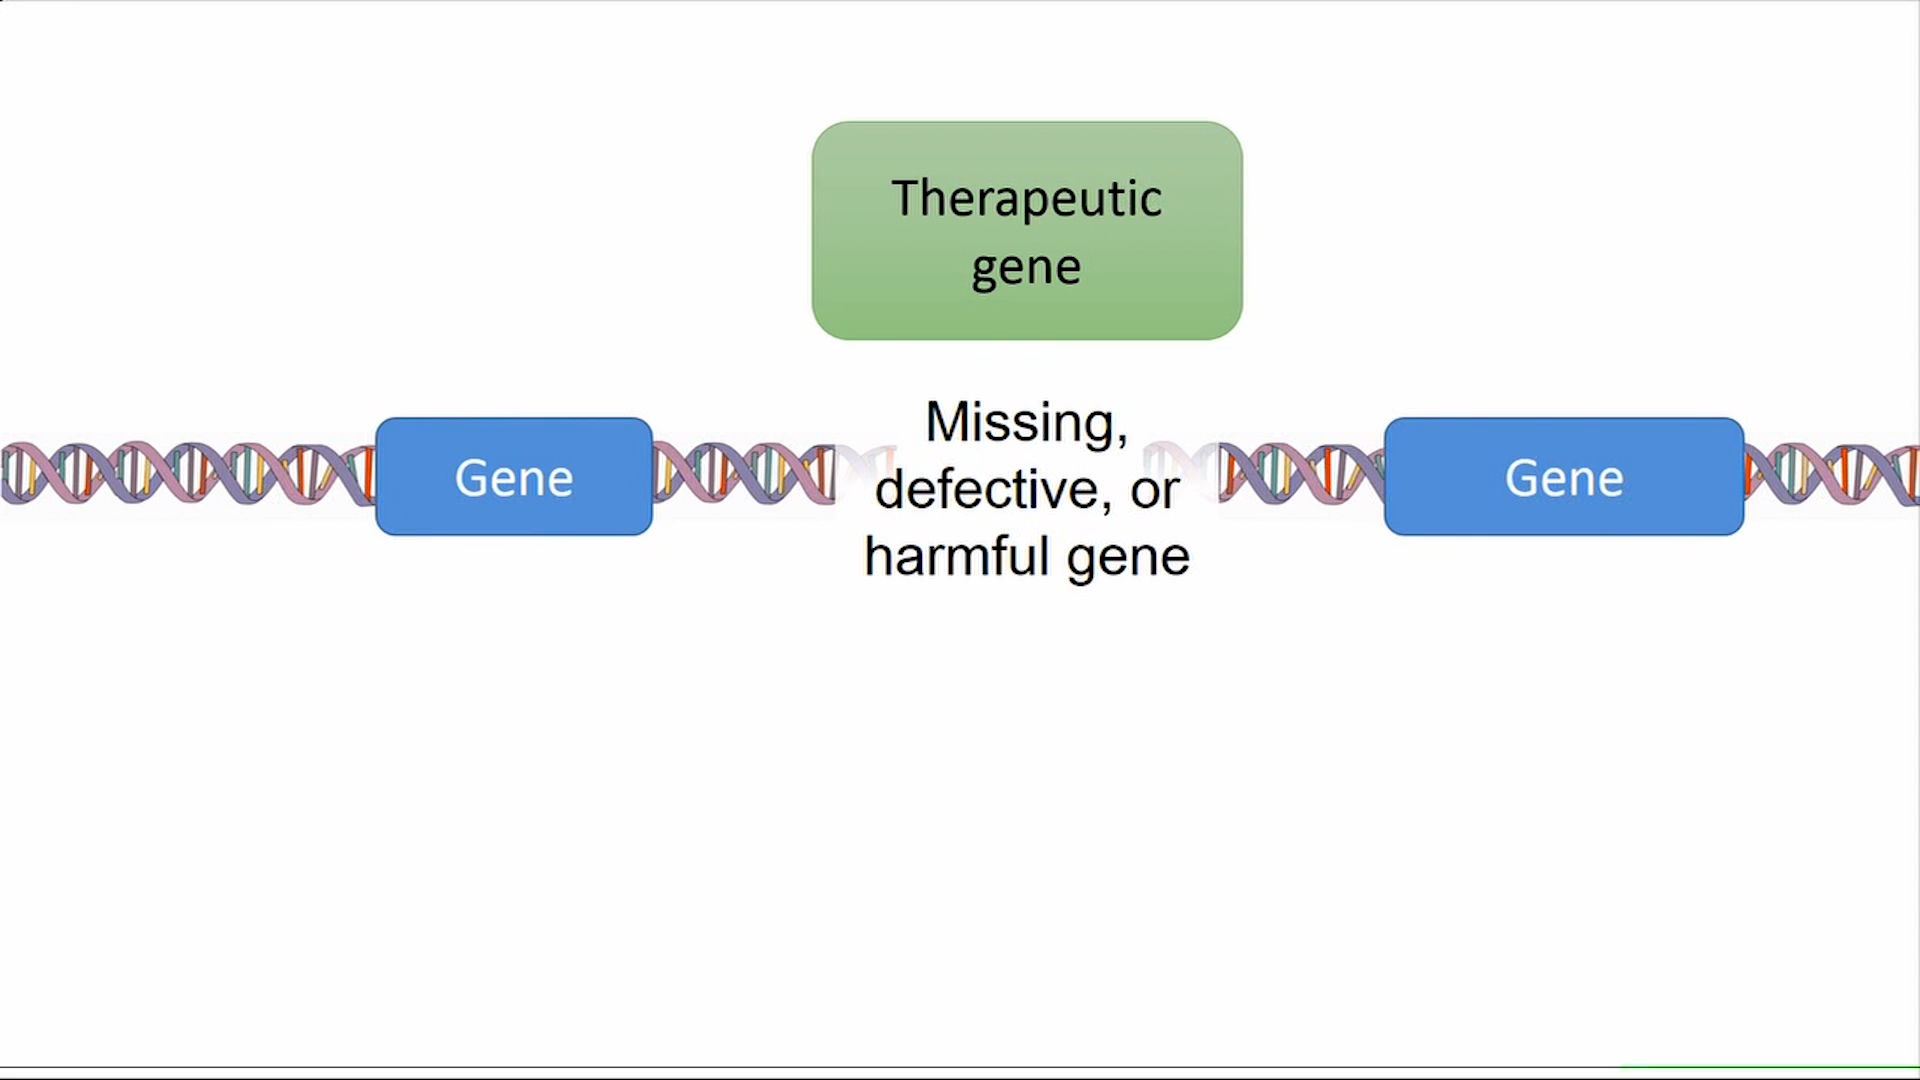 Therapeutic
gene
Missing,
defective, or
harmful gene
Gene
Gene